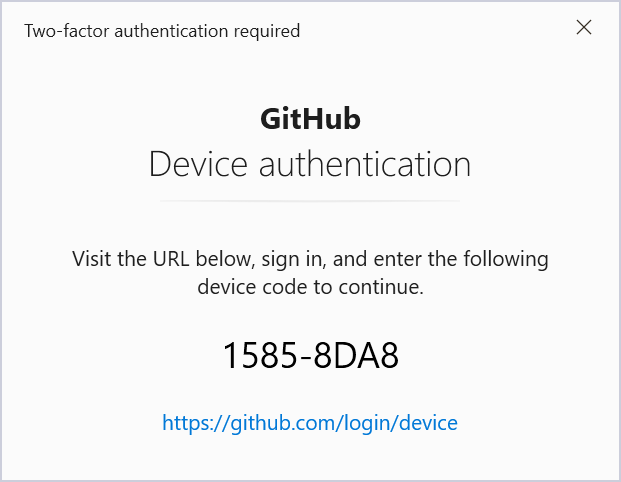 Two-factor authentication required
GitHub
Device authentication
Visit the URL below, sign in, and enter the following
device code to continue.
1585-8DA8
https://github.com/login/device